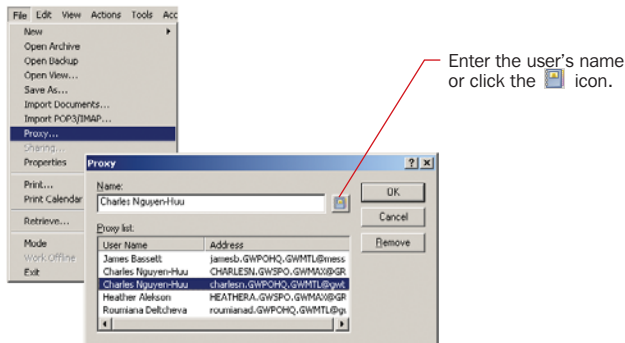 File Edit View Actions Tools Acc
New
Open Archive
Open Backup
Open View...
Save As...
Import Documents...
Import POP3/IMAP...
Proxy...
Sharing...
Properties
Print...
Print Calendar
Retrieve...
Mode
Work Offline
Exit
Enter the user's name
or click the icon.
Proxy
Name:
Charles Nguyen-Huu
OK
Cancel
Remove
Proxy list:
User Name Address
James Bassett jamesb.GWPOHQ.GWMTL@mess
Charles Nguyen-Huu CHARLESN.GWSPO.GWMAX@GR
Charles Nguyen-Huu charlesn.GWPOHQ.GWMTL@gwt
Heather Alekson HEATHERA.GWSPO.GWMAX@GR
Roumiana Deltcheva roumianad.GWPOHQ.GWMTL@gv